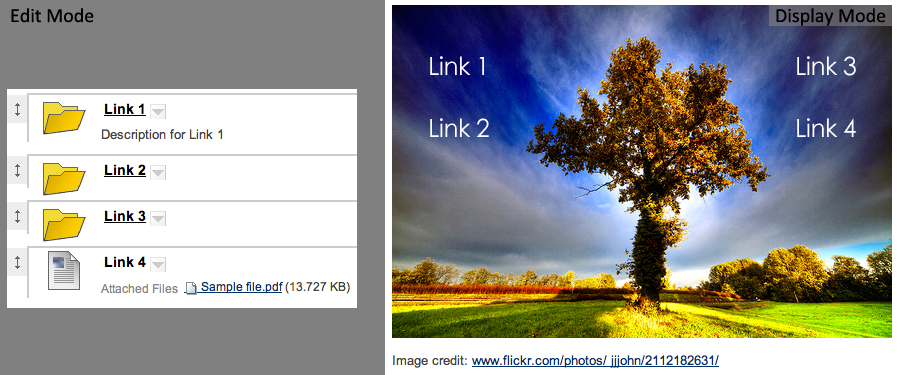 Edit Mode
Link 1
Description for Link 1
Link 2
Link 3
Link 4
Attached Files Sample file.pdf (13.727 KB)
Display Mode
Link 1
Link 3
Link 2
Link 4
Image credit: www.flickr.com/photos/ jjjohn/2112182631/